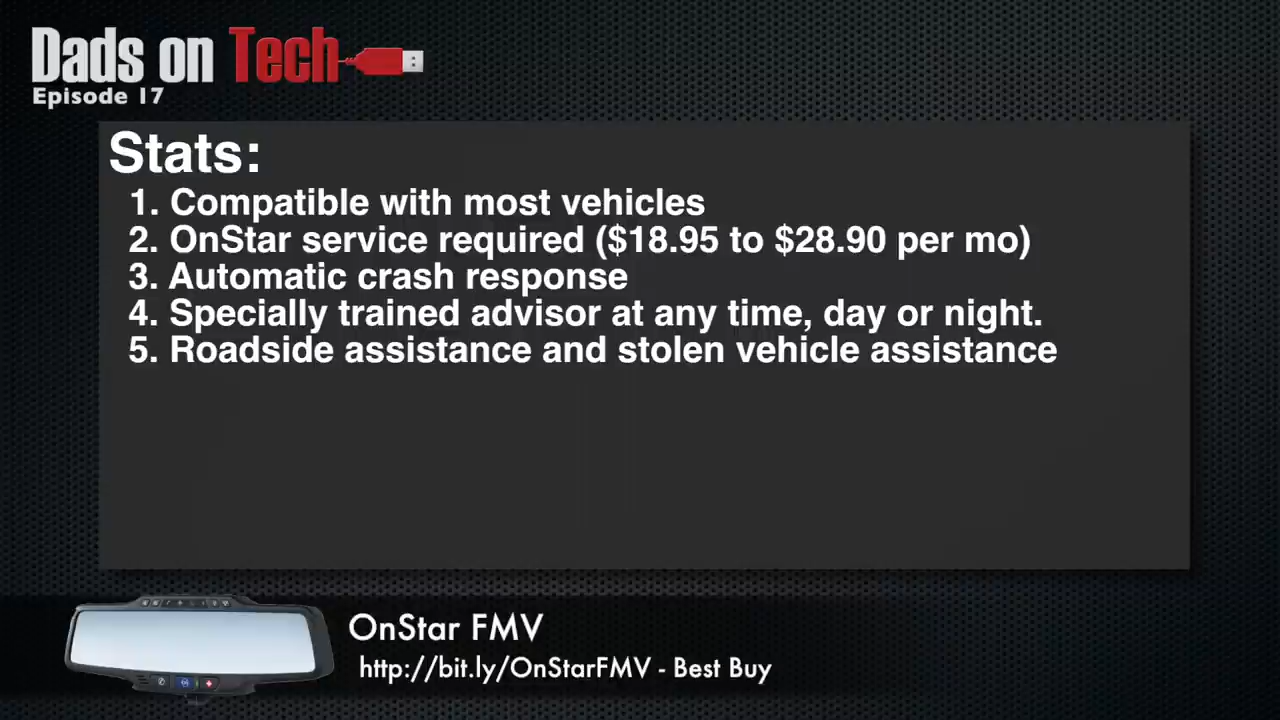 Dads on Tech
Episode 17
Stats:
1. Compatible with most vehicles
2. OnStar service required ($18.95 to $28.90 per mo)
3. Automatic crash response
4. Specially trained advisor at any time, day or night.
5. Roadside assistance and stolen vehicle assistance
OnStar FMV
http://bit.ly/OnStarFMV - Best Buy